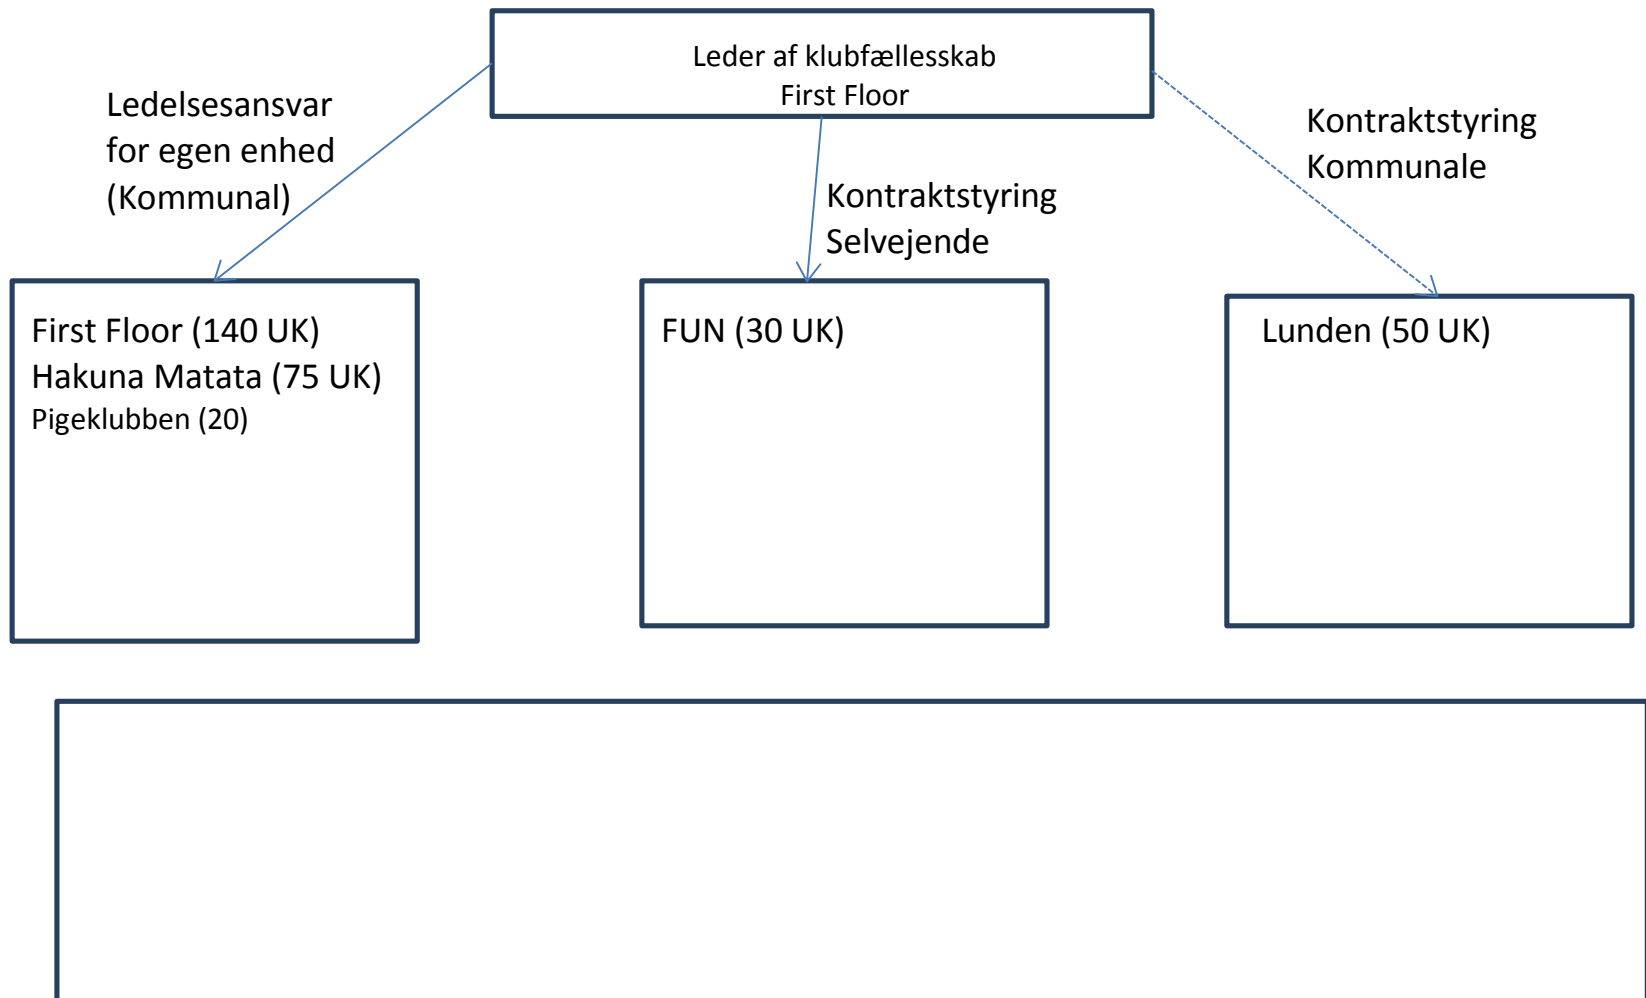 Leder af klubfællesskab
First Floor
Ledelsesansvar
for egen enhed
(Kommunal)
Kontraktstyring
Selvejende
Kontraktstyring
Kommunale
First Floor (140 UK)
Hakuna Matata (75 UK)
Pigeklubben (20)
FUN (30 UK)
Lunden (50 UK)